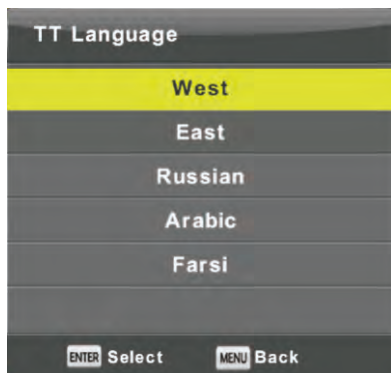 TT Language
West
East
Russian
Arabic
Farsi
ENTER Select MENU Back